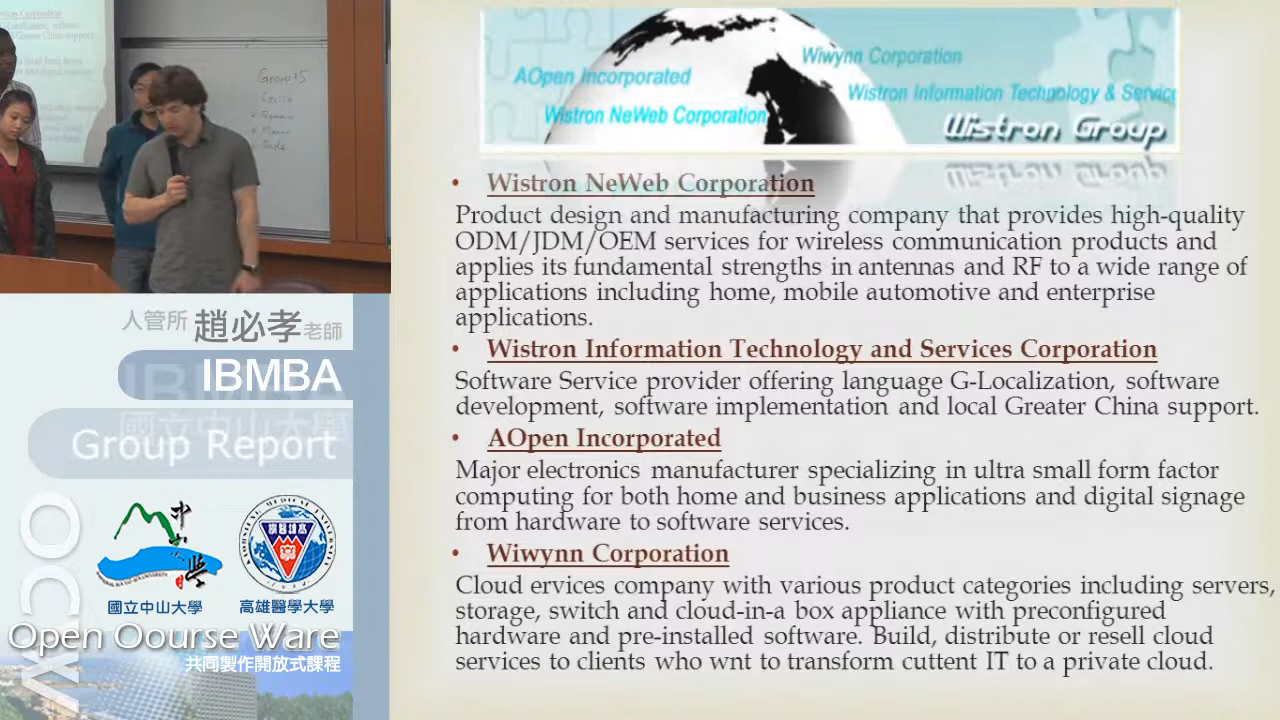 Group 5
人管所 趙必孝 老師
IBMBA
國立中山大學
Group Report
OCW
國立中山大學
高雄醫學大學
Open Oourse Ware
共同製作開放式課程
AOpen Incorporated
Wiwynn Corporation
Wistron NeWeb Corporation
Wistron Information Technology & Service
Wistron Group
• Wistron NeWeb Corporation
Product design and manufacturing company that provides high-quality
ODM/JDM/OEM services for wireless communication products and
applies its fundamental strengths in antennas and RF to a wide range of
applications including home, mobile automotive and enterprise
applications.
• Wistron Information Technology and Services Corporation
Software Service provider offering language G-Localization, software
development, software implementation and local Greater China support.
• AOpen Incorporated
Major electronics manufacturer specializing in ultra small form factor
computing for both home and business applications and digital signage
from hardware to software services.
• Wiwynn Corporation
Cloud ervices company with various product categories including servers,
storage, switch and cloud-in-a box appliance with preconfigured
hardware and pre-installed software. Build, distribute or resell cloud
services to clients who wnt to transform cuttent IT to a private cloud.